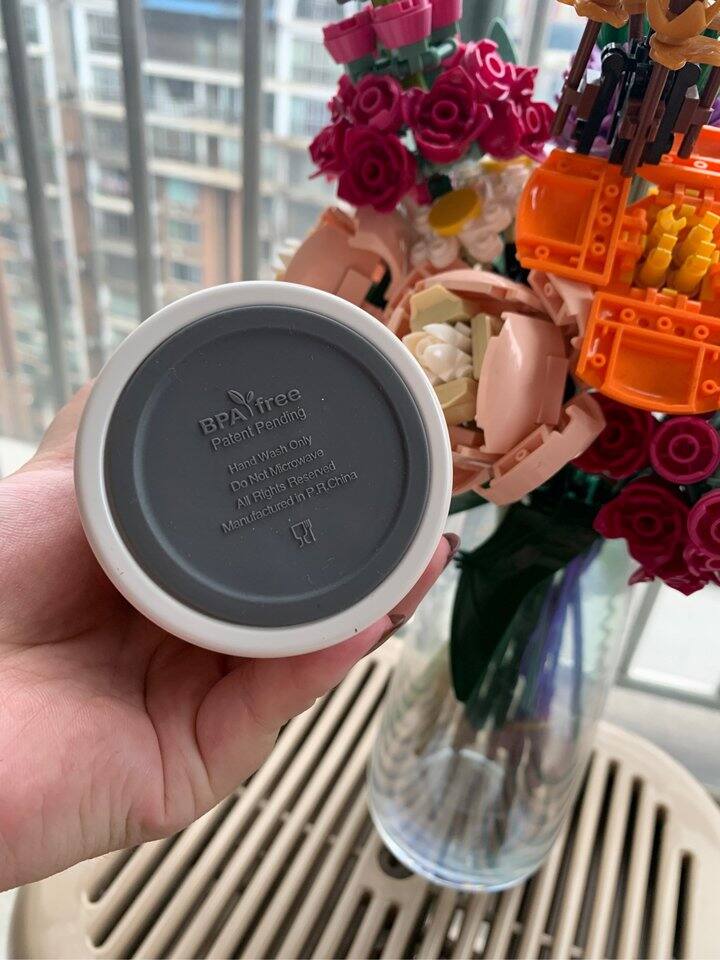 BPA free
Patent Pending
Hand Wash Only
Do Not Microwave
All Rights Reserved
Manufactured in P.R.China